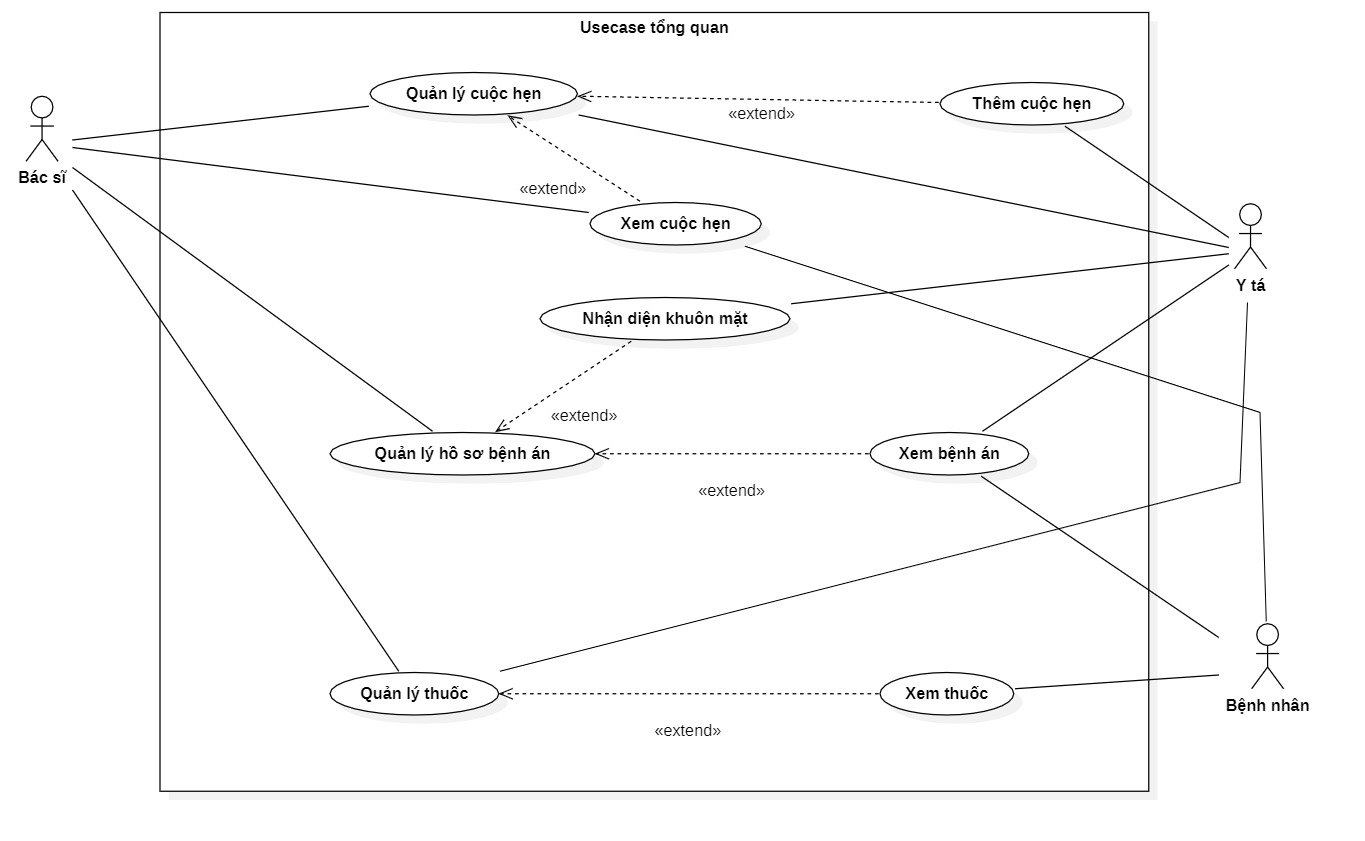 Usecase tổng quan
Quản lý cuộc hẹn
Thêm cuộc hẹn
«extend»
Bác sĩ
«extend»
Xem cuộc hẹn
Y tá
Nhận diện khuôn mặt
«extend»
Quản lý hồ sơ bệnh án
Xem bệnh án
«extend»
Quản lý thuốc
Xem thuốc
Bệnh nhân
«extend»